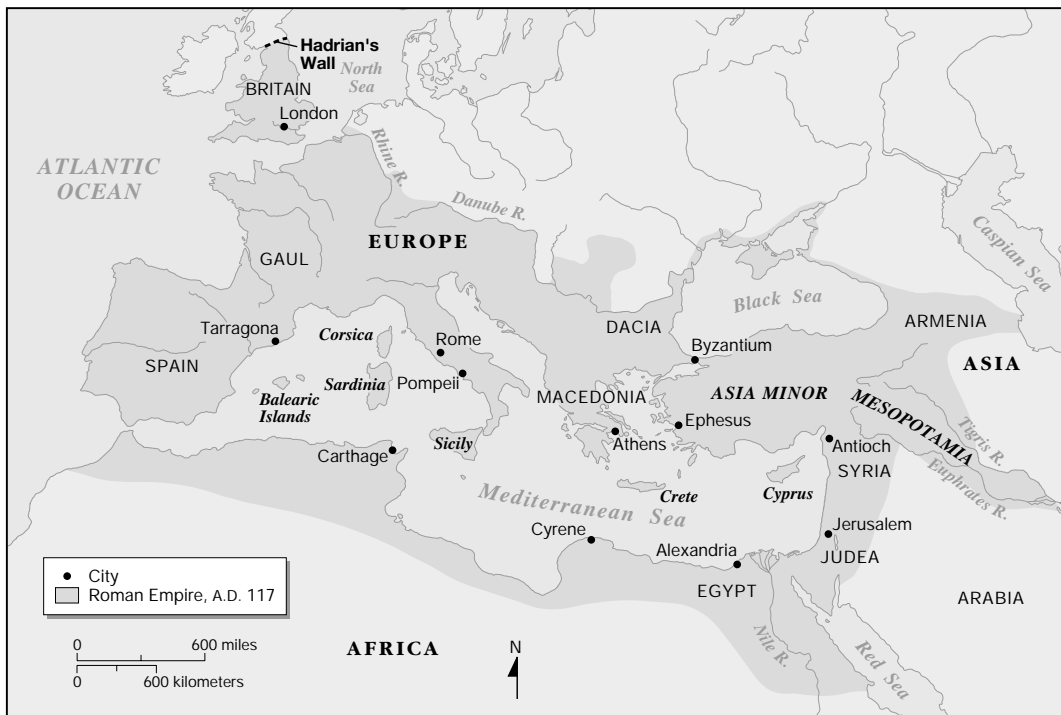 Hadrian's
Wall
North
Sea
BRITAIN
London
ATLANTIC
OCEAN
Rhine R.
Danube R.
EUROPE
GAUL
Caspian Sea
Black Sea
DACIA
ARMENIA
Tarragona
Corsica
Rome
Byzantium
ASIA
SPAIN
Sardinia
Pompeii
Balearic
Islands
MACEDONIA
ASIA MINOR
MESOPOTAMIA
Tigris R.
Ephesus
Athens
Sicily
Carthage
Antioch
SYRIA
Euphrates R.
Crete
Cyprus
Mediterranean Sea
Cyrene
Jerusalem
JUDEA
Alexandria
EGYPT
ARABIA
Nile R.
Red Sea
City
Roman Empire, A.D. 117
0 600 miles
0 600 kilometers
AFRICA
N